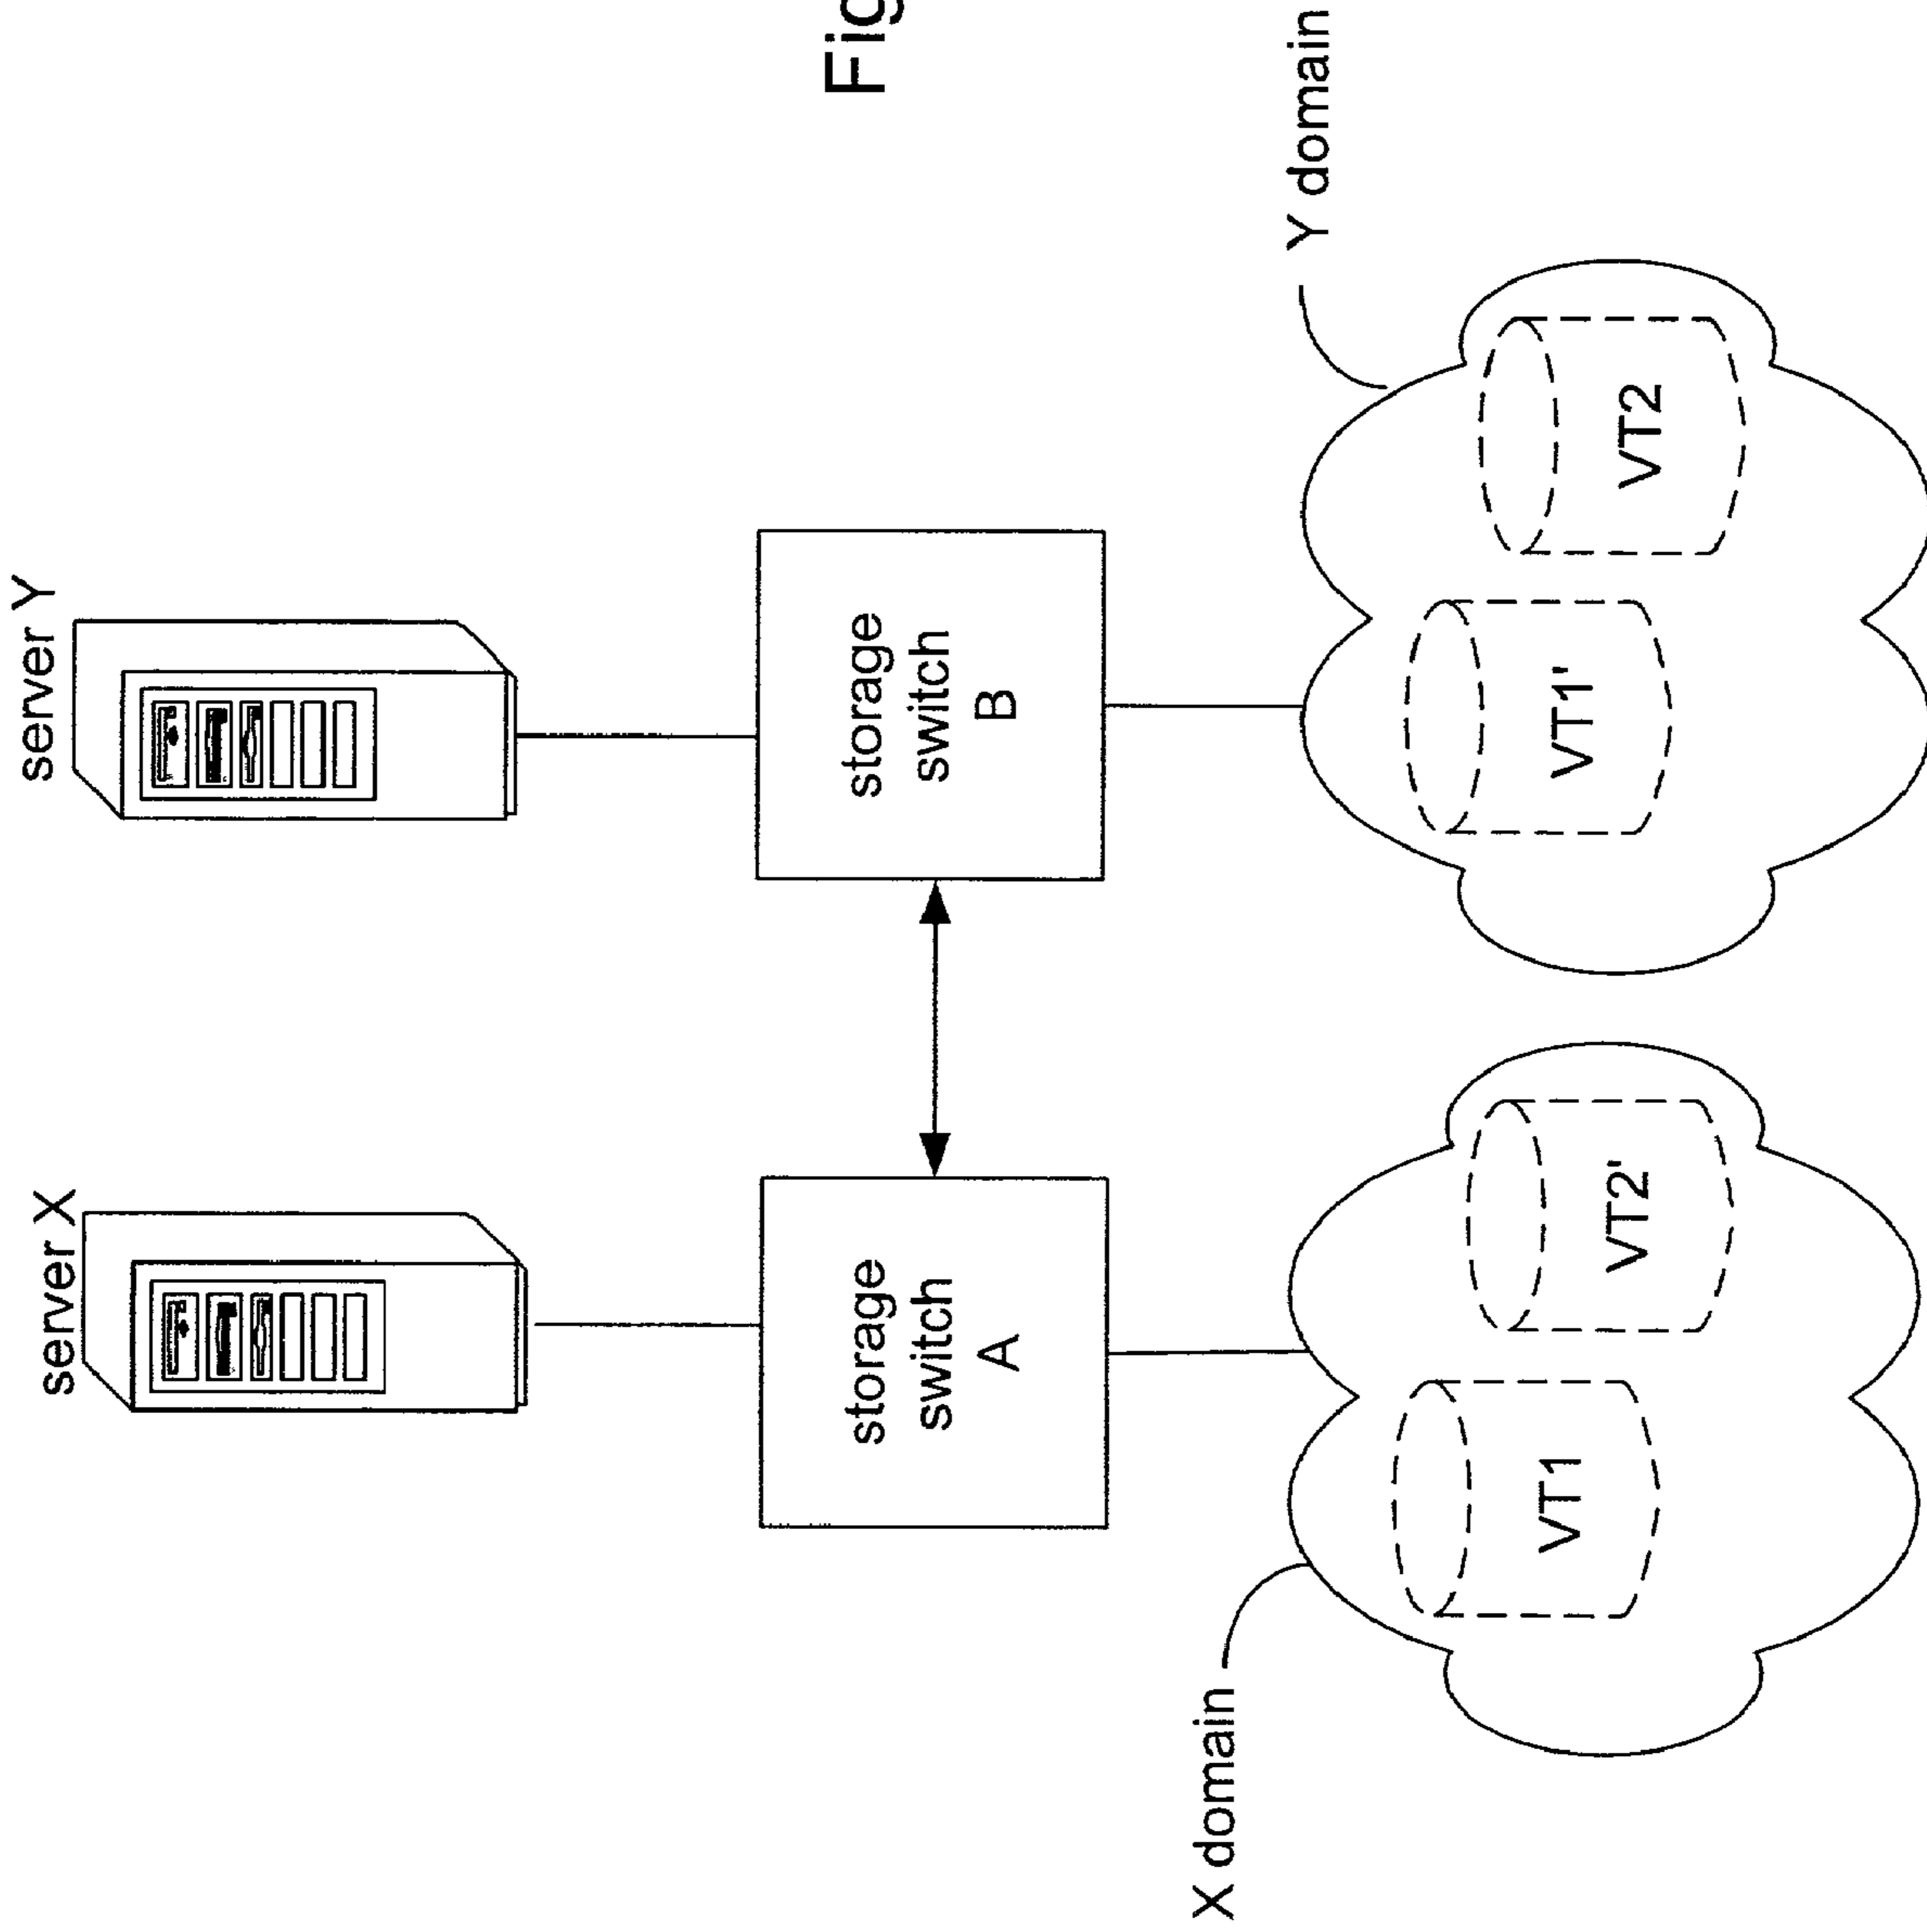 server X
server Y
Fig
storage
switch
A
storage
switch
B
X domain
Y domain
VT1
VT2'
VT1'
VT2